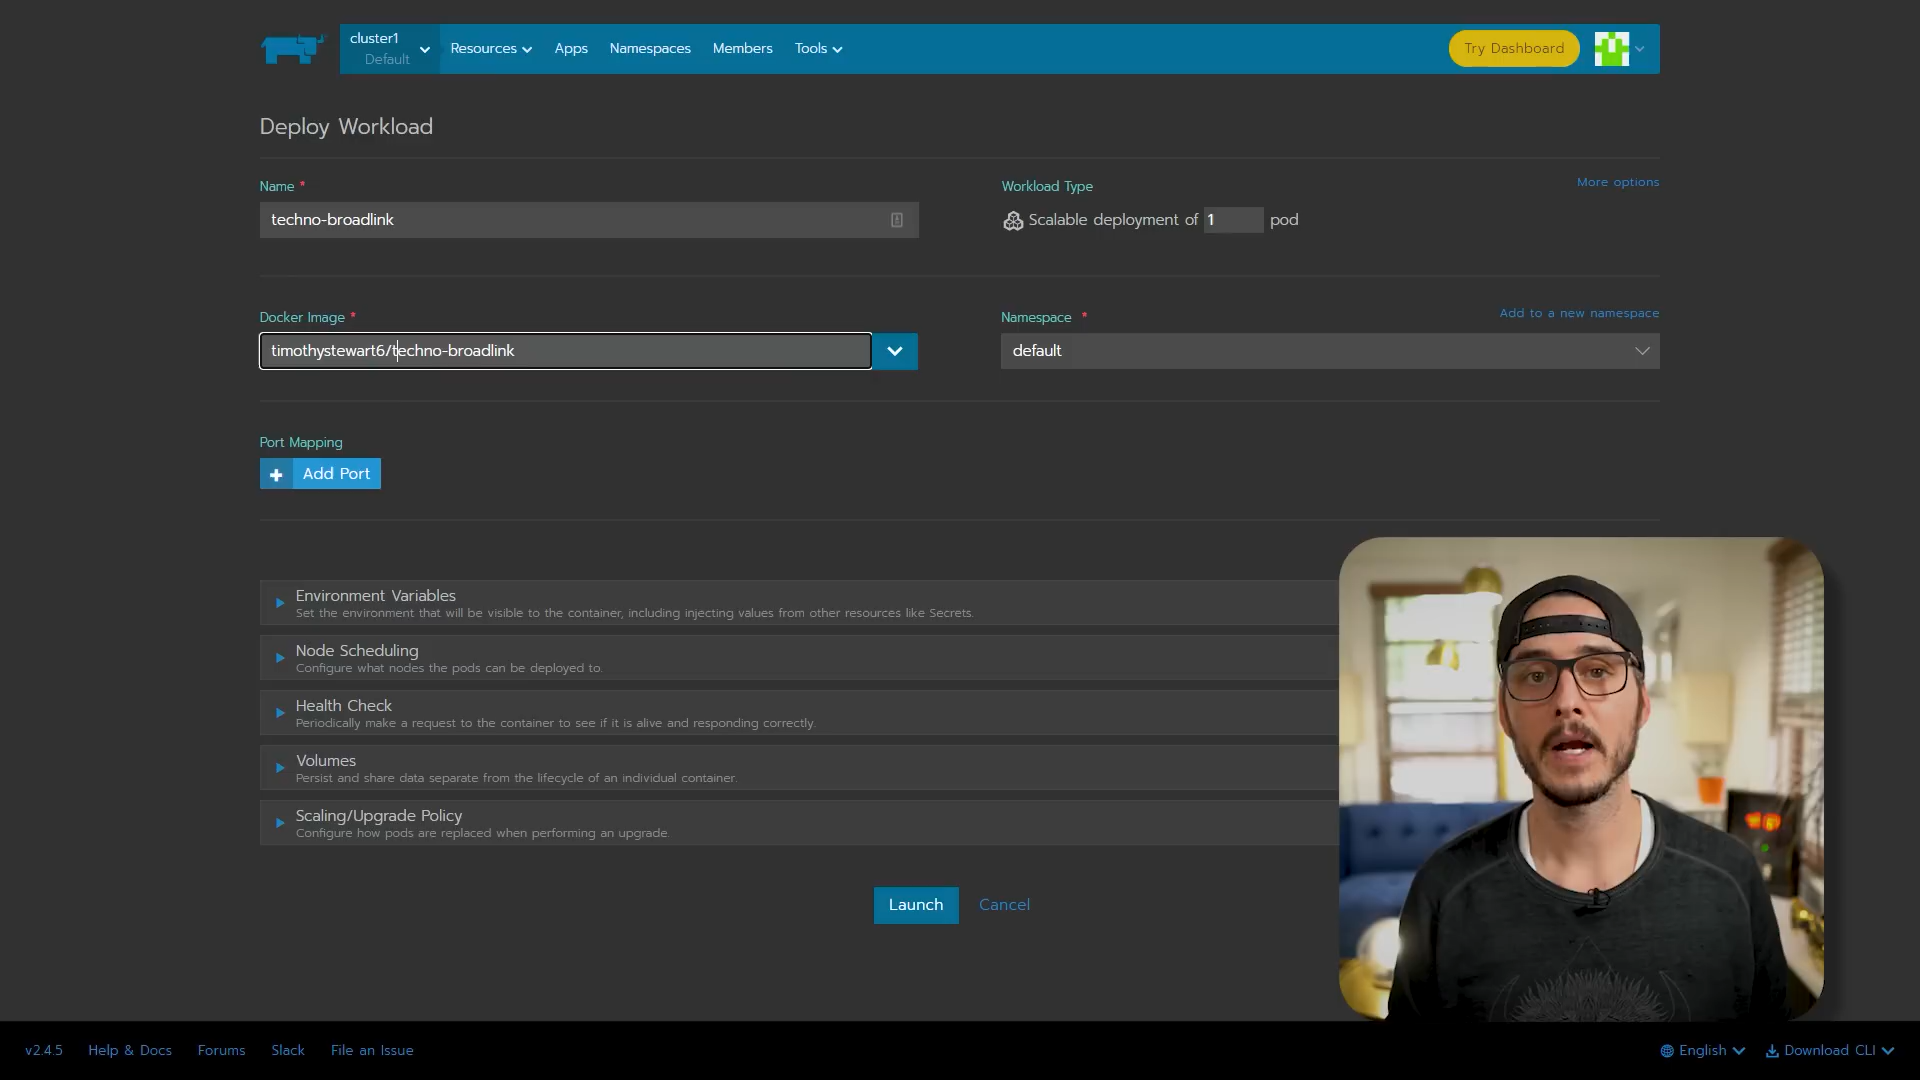 cluster1
Default
Resources
Apps
Namespaces
Members
Tools
Try Dashboard
Deploy Workload
Name *
techno-broadlink
Workload Type
More options
Scalable deployment of 1 pod
Docker Image *
timothystewart6/techno-broadlink
Namespace *
Add to a new namespace
default
Port Mapping
Add Port
Environment Variables
Set the environment that will be visible to the container, including injecting values from other resources like Secrets.
Node Scheduling
Configure what nodes the pods can be deployed to.
Health Check
Periodically make a request to the container to see if it is alive and responding correctly.
Volumes
Persist and share data separate from the lifecycle of an individual container.
Scaling/Upgrade Policy
Configure how pods are replaced when performing an upgrade.
Launch
Cancel
v2.4.5
Help & Docs
Forums
Slack
File an Issue
English
Download CLI